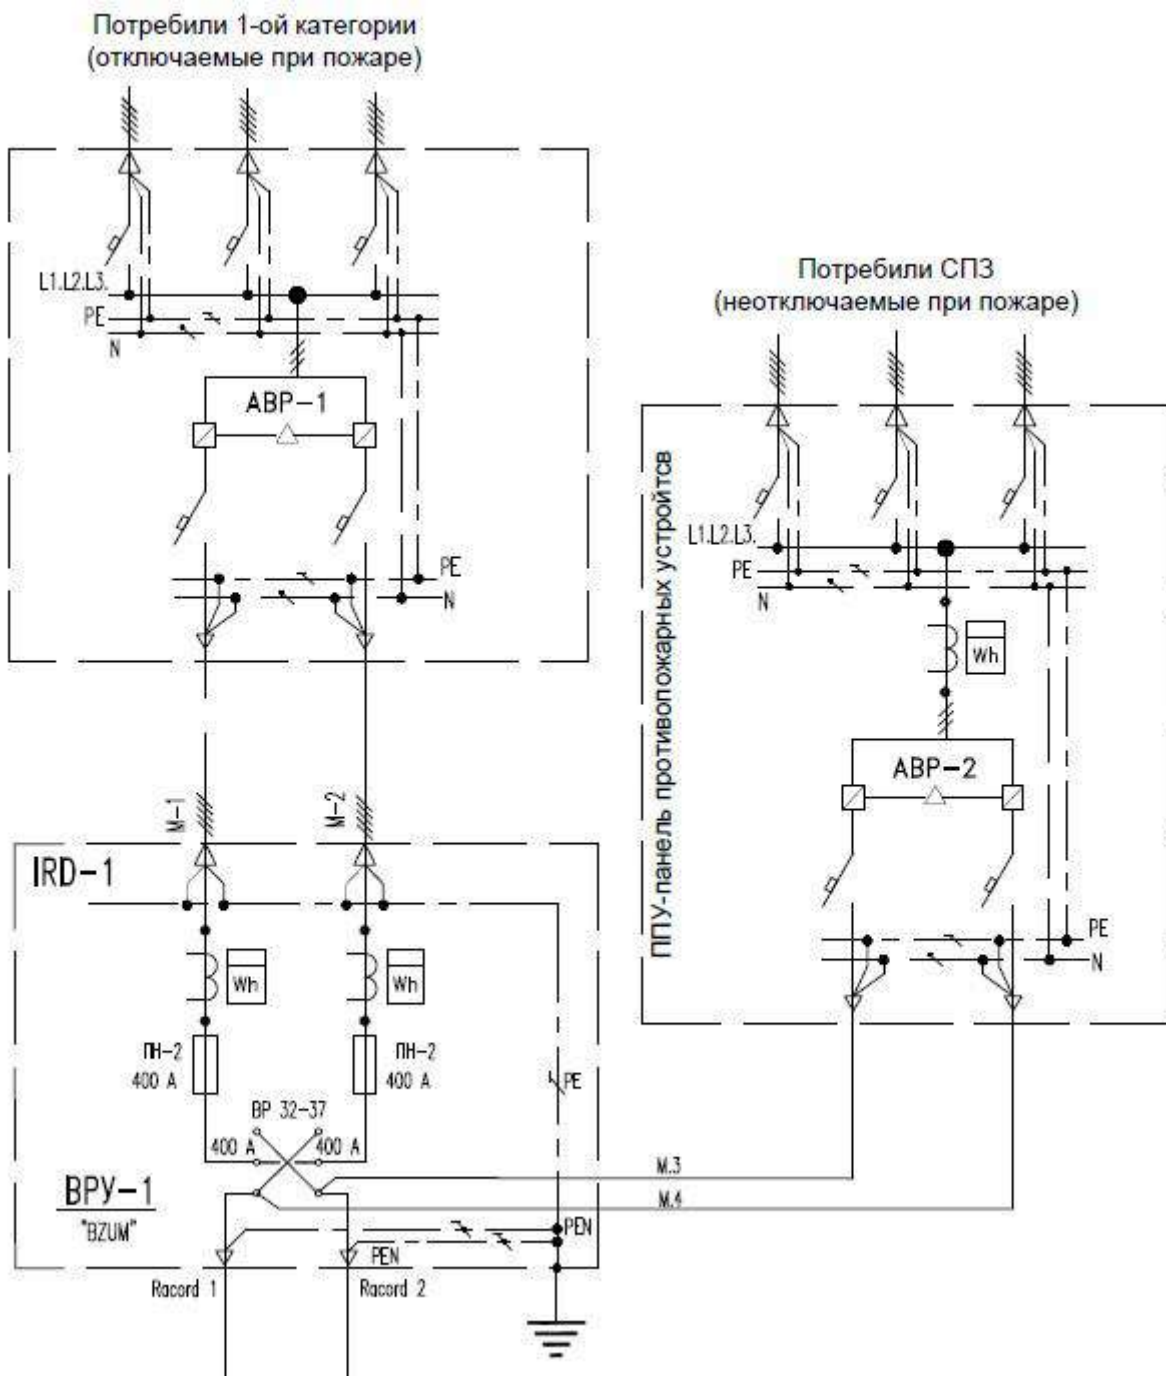 Потребили 1-ой категории
(отключаемые при пожаре)
L1.L2.L3.
PE
N
АВР-1
PE
N
М-1
М-2
IRD-1
Wh
Wh
ПН-2
400 А
ПН-2
400 А
ВР 32-37
400 А
400 А
PE
ВРУ-1
"BZUM"
PEN
PEN
Racord 1
Racord 2
М.3
М.4
Потребили СПЗ
(неотключаемые при пожаре)
ППУ-панель противопожарных устройтсв
L1.L2.L3.
PE
N
Wh
АВР-2
PE
N